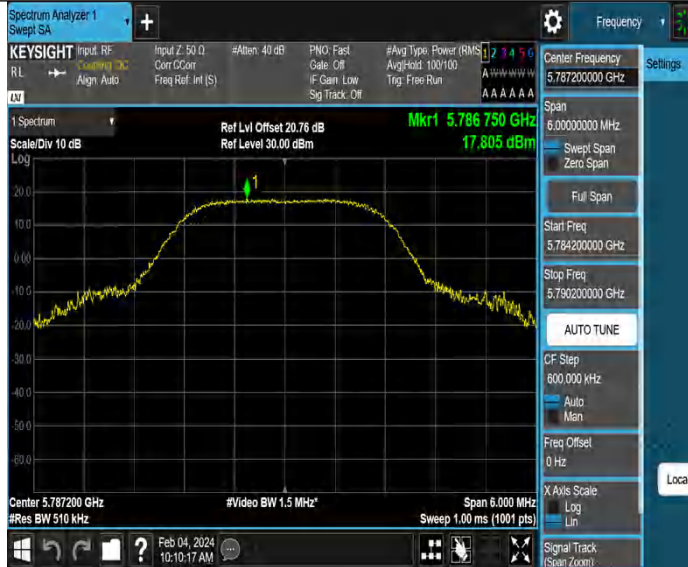 Spectrum Analyzer 1
Swept SA
Frequency
KEYSIGHT
RL
Input: RF
Coupling: DC
Align: Auto
Input Z: 50 Ω
Corr CCorr
Freq Ref: Int (S)
#Atten: 40 dB
PNO: Fast
Gate: Off
IF Gain: Low
Sig Track: Off
#Avg Type: Power (RMS
Avg|Hold: 100/100
Trig: Free Run
1 2 3 4 5 6
A W W W W W
A A A A A A
1 Spectrum
Scale/Div 10 dB
Ref Lvl Offset 20.76 dB
Ref Level 30.00 dBm
Mkr1 5.786 750 GHz
17.805 dBm
Log
1
20.0
10.0
0.00
-10.0
-20.0
-30.0
-40.0
-50.0
-60.0
Center 5.787200 GHz
#Res BW 510 kHz
#Video BW 1.5 MHz*
Span 6.000 MHz
Sweep 1.00 ms (1001 pts)
Feb 04, 2024
10:10:17 AM
Center Frequency
5.787200000 GHz
Settings
Span
6.00000000 MHz
Swept Span
Zero Span
Full Span
Start Freq
5.784200000 GHz
Stop Freq
5.790200000 GHz
AUTO TUNE
CF Step
600.000 kHz
Auto
Man
Freq Offset
0 Hz
X Axis Scale
Log
Lin
Loca
Signal Track
(Span Zoom)